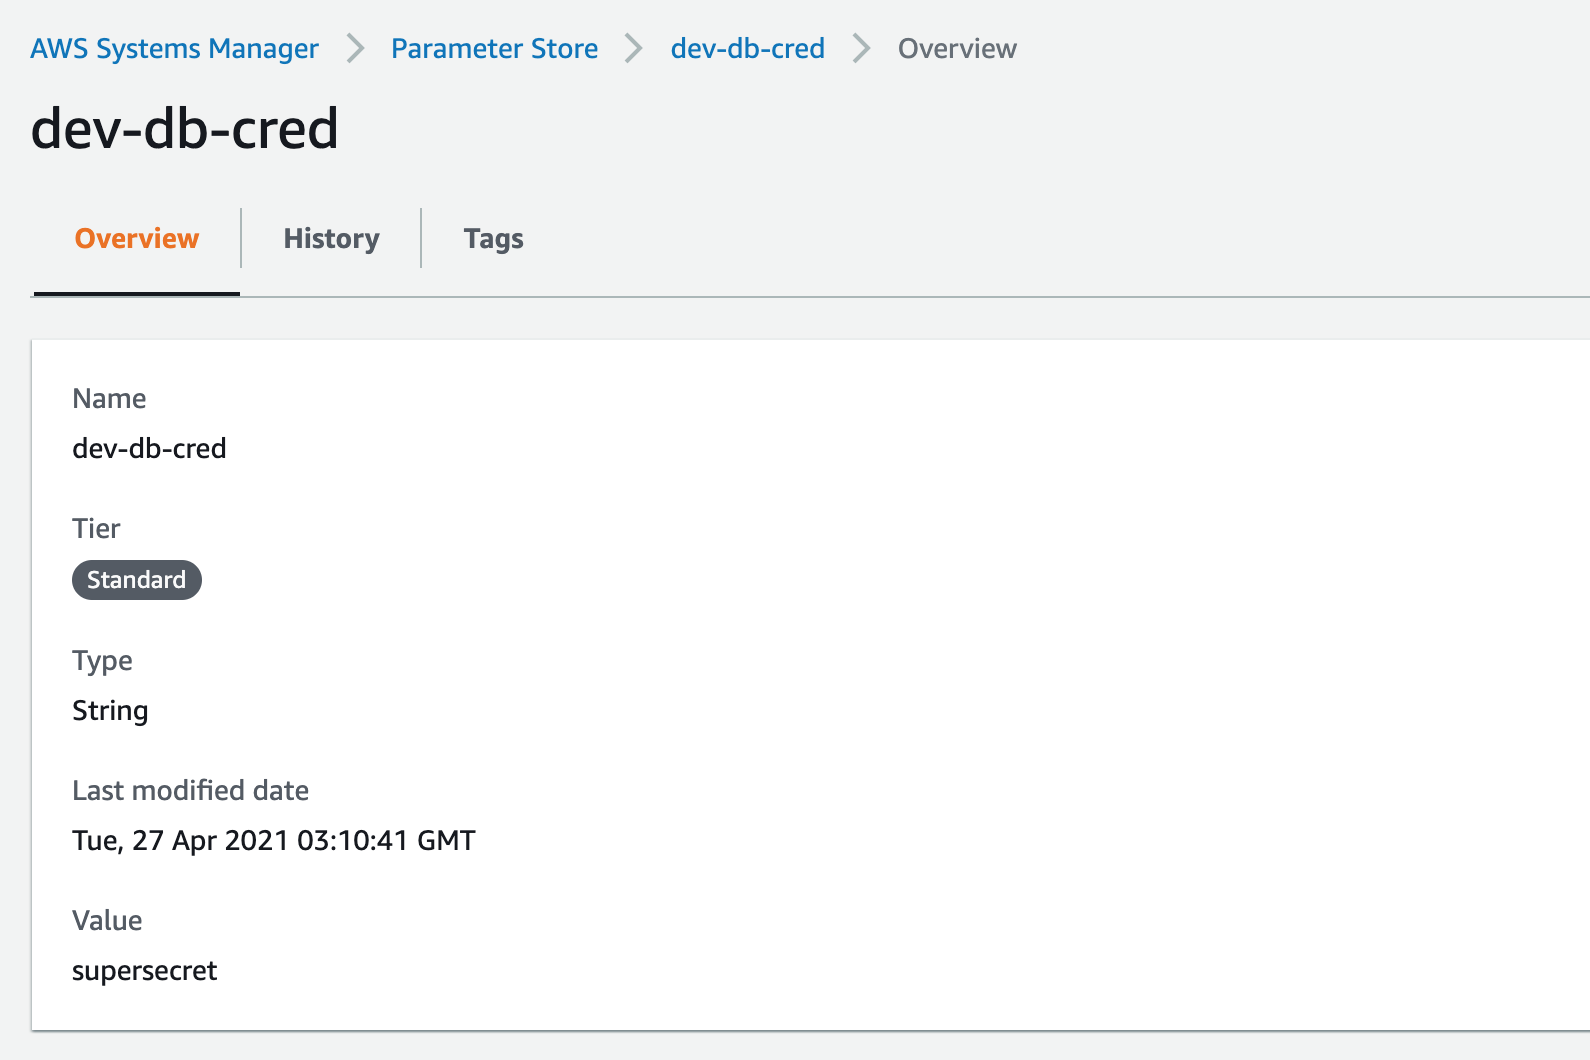 AWS Systems Manager > Parameter Store > dev-db-cred > Overview
dev-db-cred
Overview History Tags
Name
dev-db-cred
Tier
Standard
Type
String
Last modified date
Tue, 27 Apr 2021 03:10:41 GMT
Value
supersecret